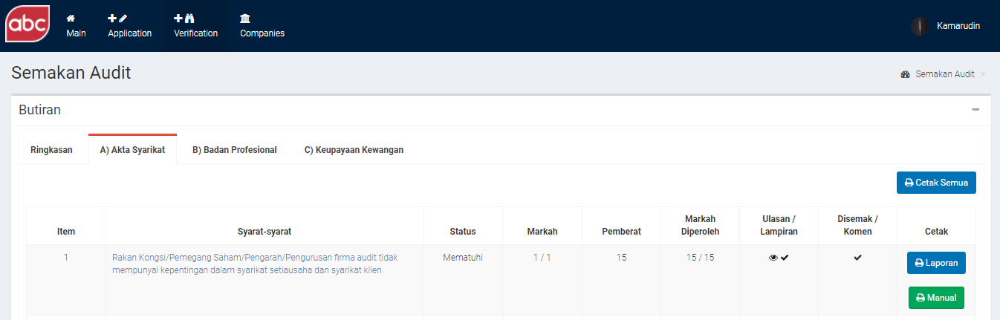 abc
Main
Application
Verification
Companies
Kamarudin
Semakan Audit
Semakan Audit >
Butiran
Ringkasan
A) Akta Syarikat
B) Badan Profesional
C) Keupayaan Kewangan
Cetak Semua
Item
Syarat-syarat
Status
Markah
Pemberat
Markah
Diperoleh
Ulasan /
Lampiran
Disemak /
Komen
Cetak
1
Rakan Kongsi/Pemegang Saham/Pengarah/Pengurusan firma audit tidak
mempunyai kepentingan dalam syarikat setiausaha dan syarikat klien
Mematuhi
1 / 1
15
15 / 15
Laporan
Manual